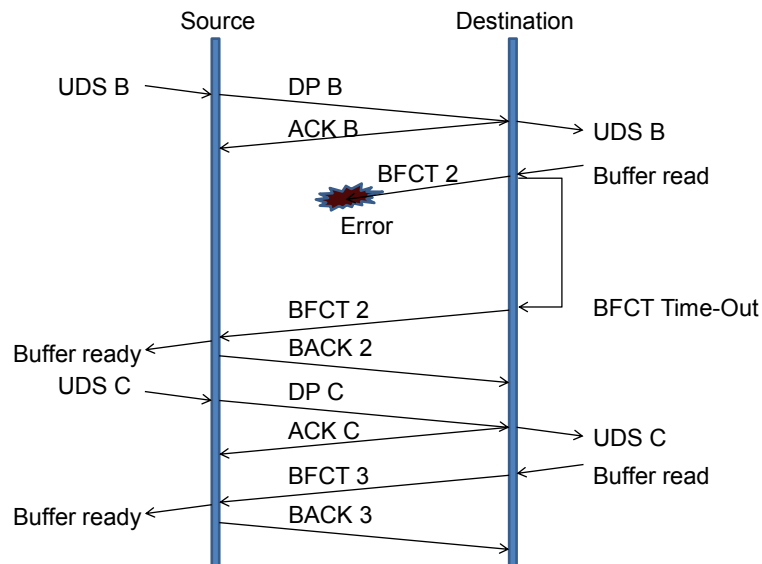 Source
Destination
UDS B
DP B
ACK B
UDS B
BFCT 2
Buffer read
Error
BFCT 2
BFCT Time-Out
Buffer ready
BACK 2
UDS C
DP C
ACK C
UDS C
BFCT 3
Buffer read
Buffer ready
BACK 3